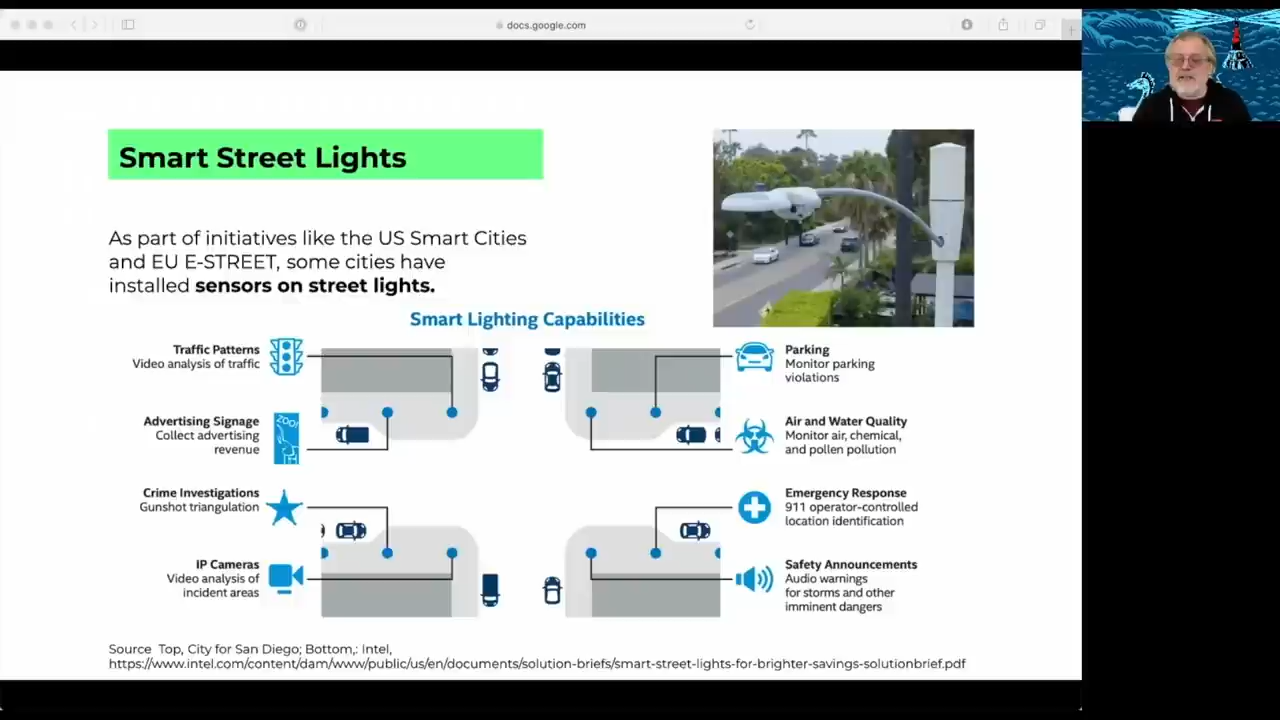 docs.google.com
Smart Street Lights
As part of initiatives like the US Smart Cities
and EU E-STREET, some cities have
installed sensors on street lights.
Smart Lighting Capabilities
Traffic Patterns
Video analysis of traffic
Advertising Signage
Collect advertising
revenue
ZOO!
Crime Investigations
Gunshot triangulation
IP Cameras
Video analysis of
incident areas
Parking
Monitor parking
violations
Air and Water Quality
Monitor air, chemical,
and pollen pollution
Emergency Response
911 operator-controlled
location identification
Safety Announcements
Audio warnings
for storms and other
imminent dangers
Source Top, City for San Diego; Bottom,: Intel,
https://www.intel.com/content/dam/www/public/us/en/documents/solution-briefs/smart-street-lights-for-brighter-savings-solutionbrief.pdf